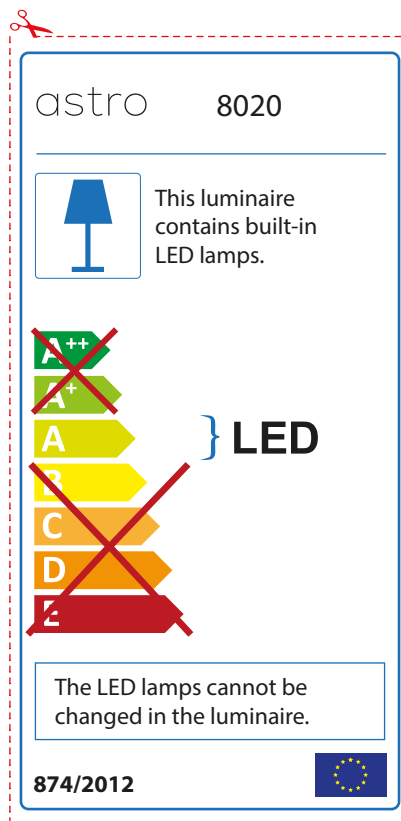 astro 8020
This luminaire
contains built-in
LED lamps.
A++
A+
A
LED
B
C
D
E
The LED lamps cannot be
changed in the luminaire.
874/2012